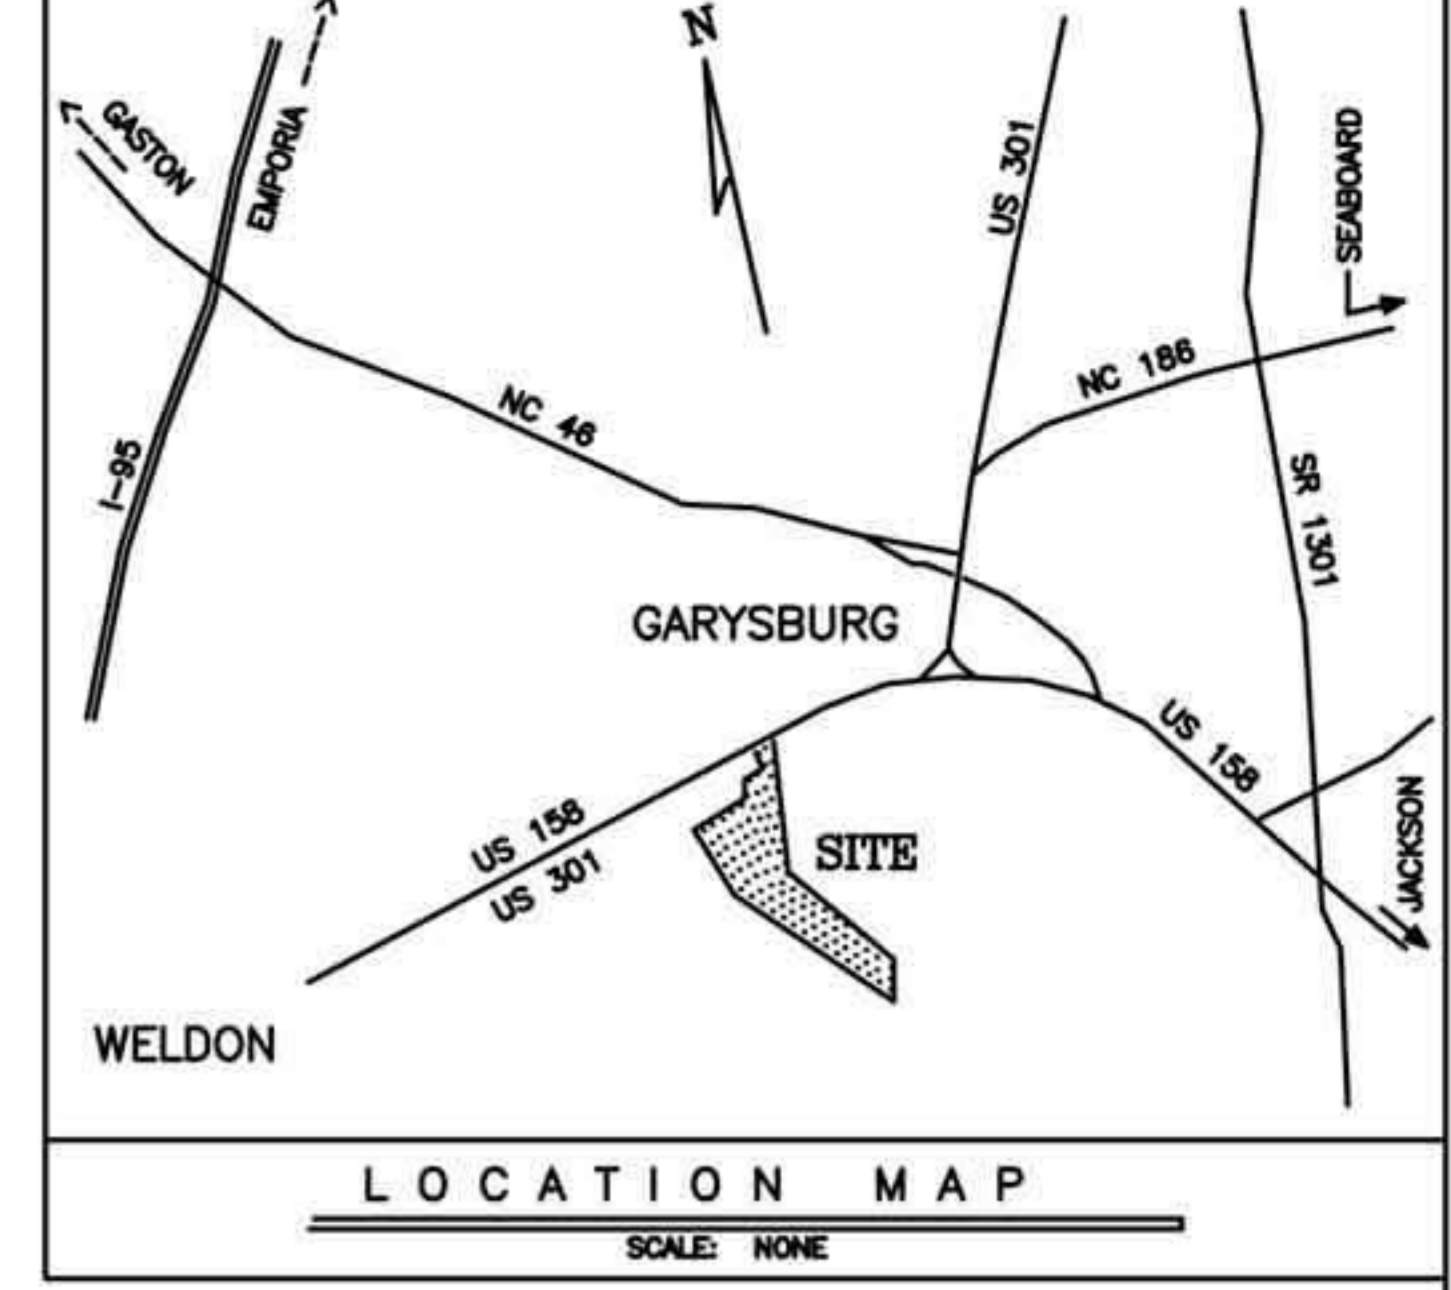 N
GASTON
EMPORIA
US 301
SEABOARD
NC 186
NC 46
I-95
SR 1301
GARYSBURG
US 158
US 158
US 301
SITE
JACKSON
WELDON
LOCATION MAP
SCALE: NONE